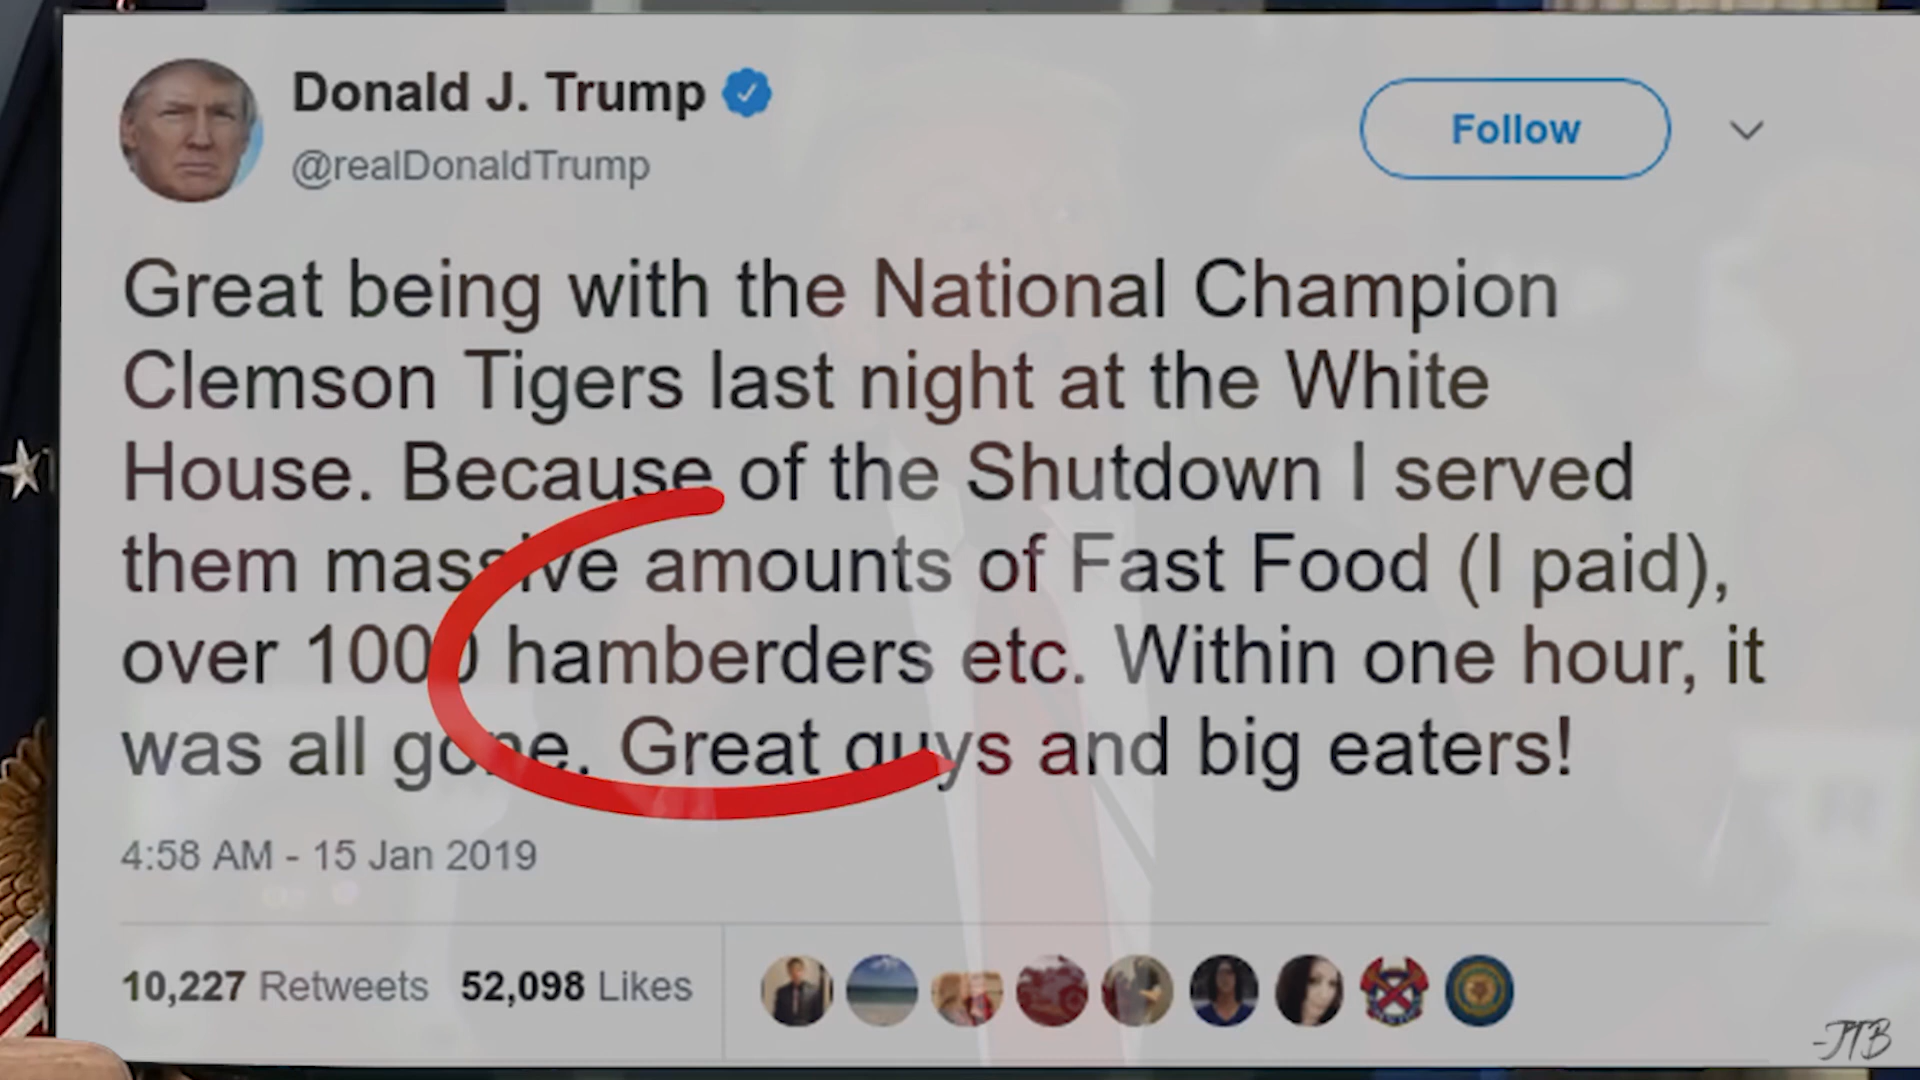 Donald J. Trump
@realDonaldTrump
Follow
Great being with the National Champion
Clemson Tigers last night at the White
House. Because of the Shutdown I served
them massive amounts of Fast Food (I paid),
over 1000 hamberders etc. Within one hour, it
was all gone. Great guys and big eaters!
4:58 AM - 15 Jan 2019
10,227 Retweets 52,098 Likes
-JTB